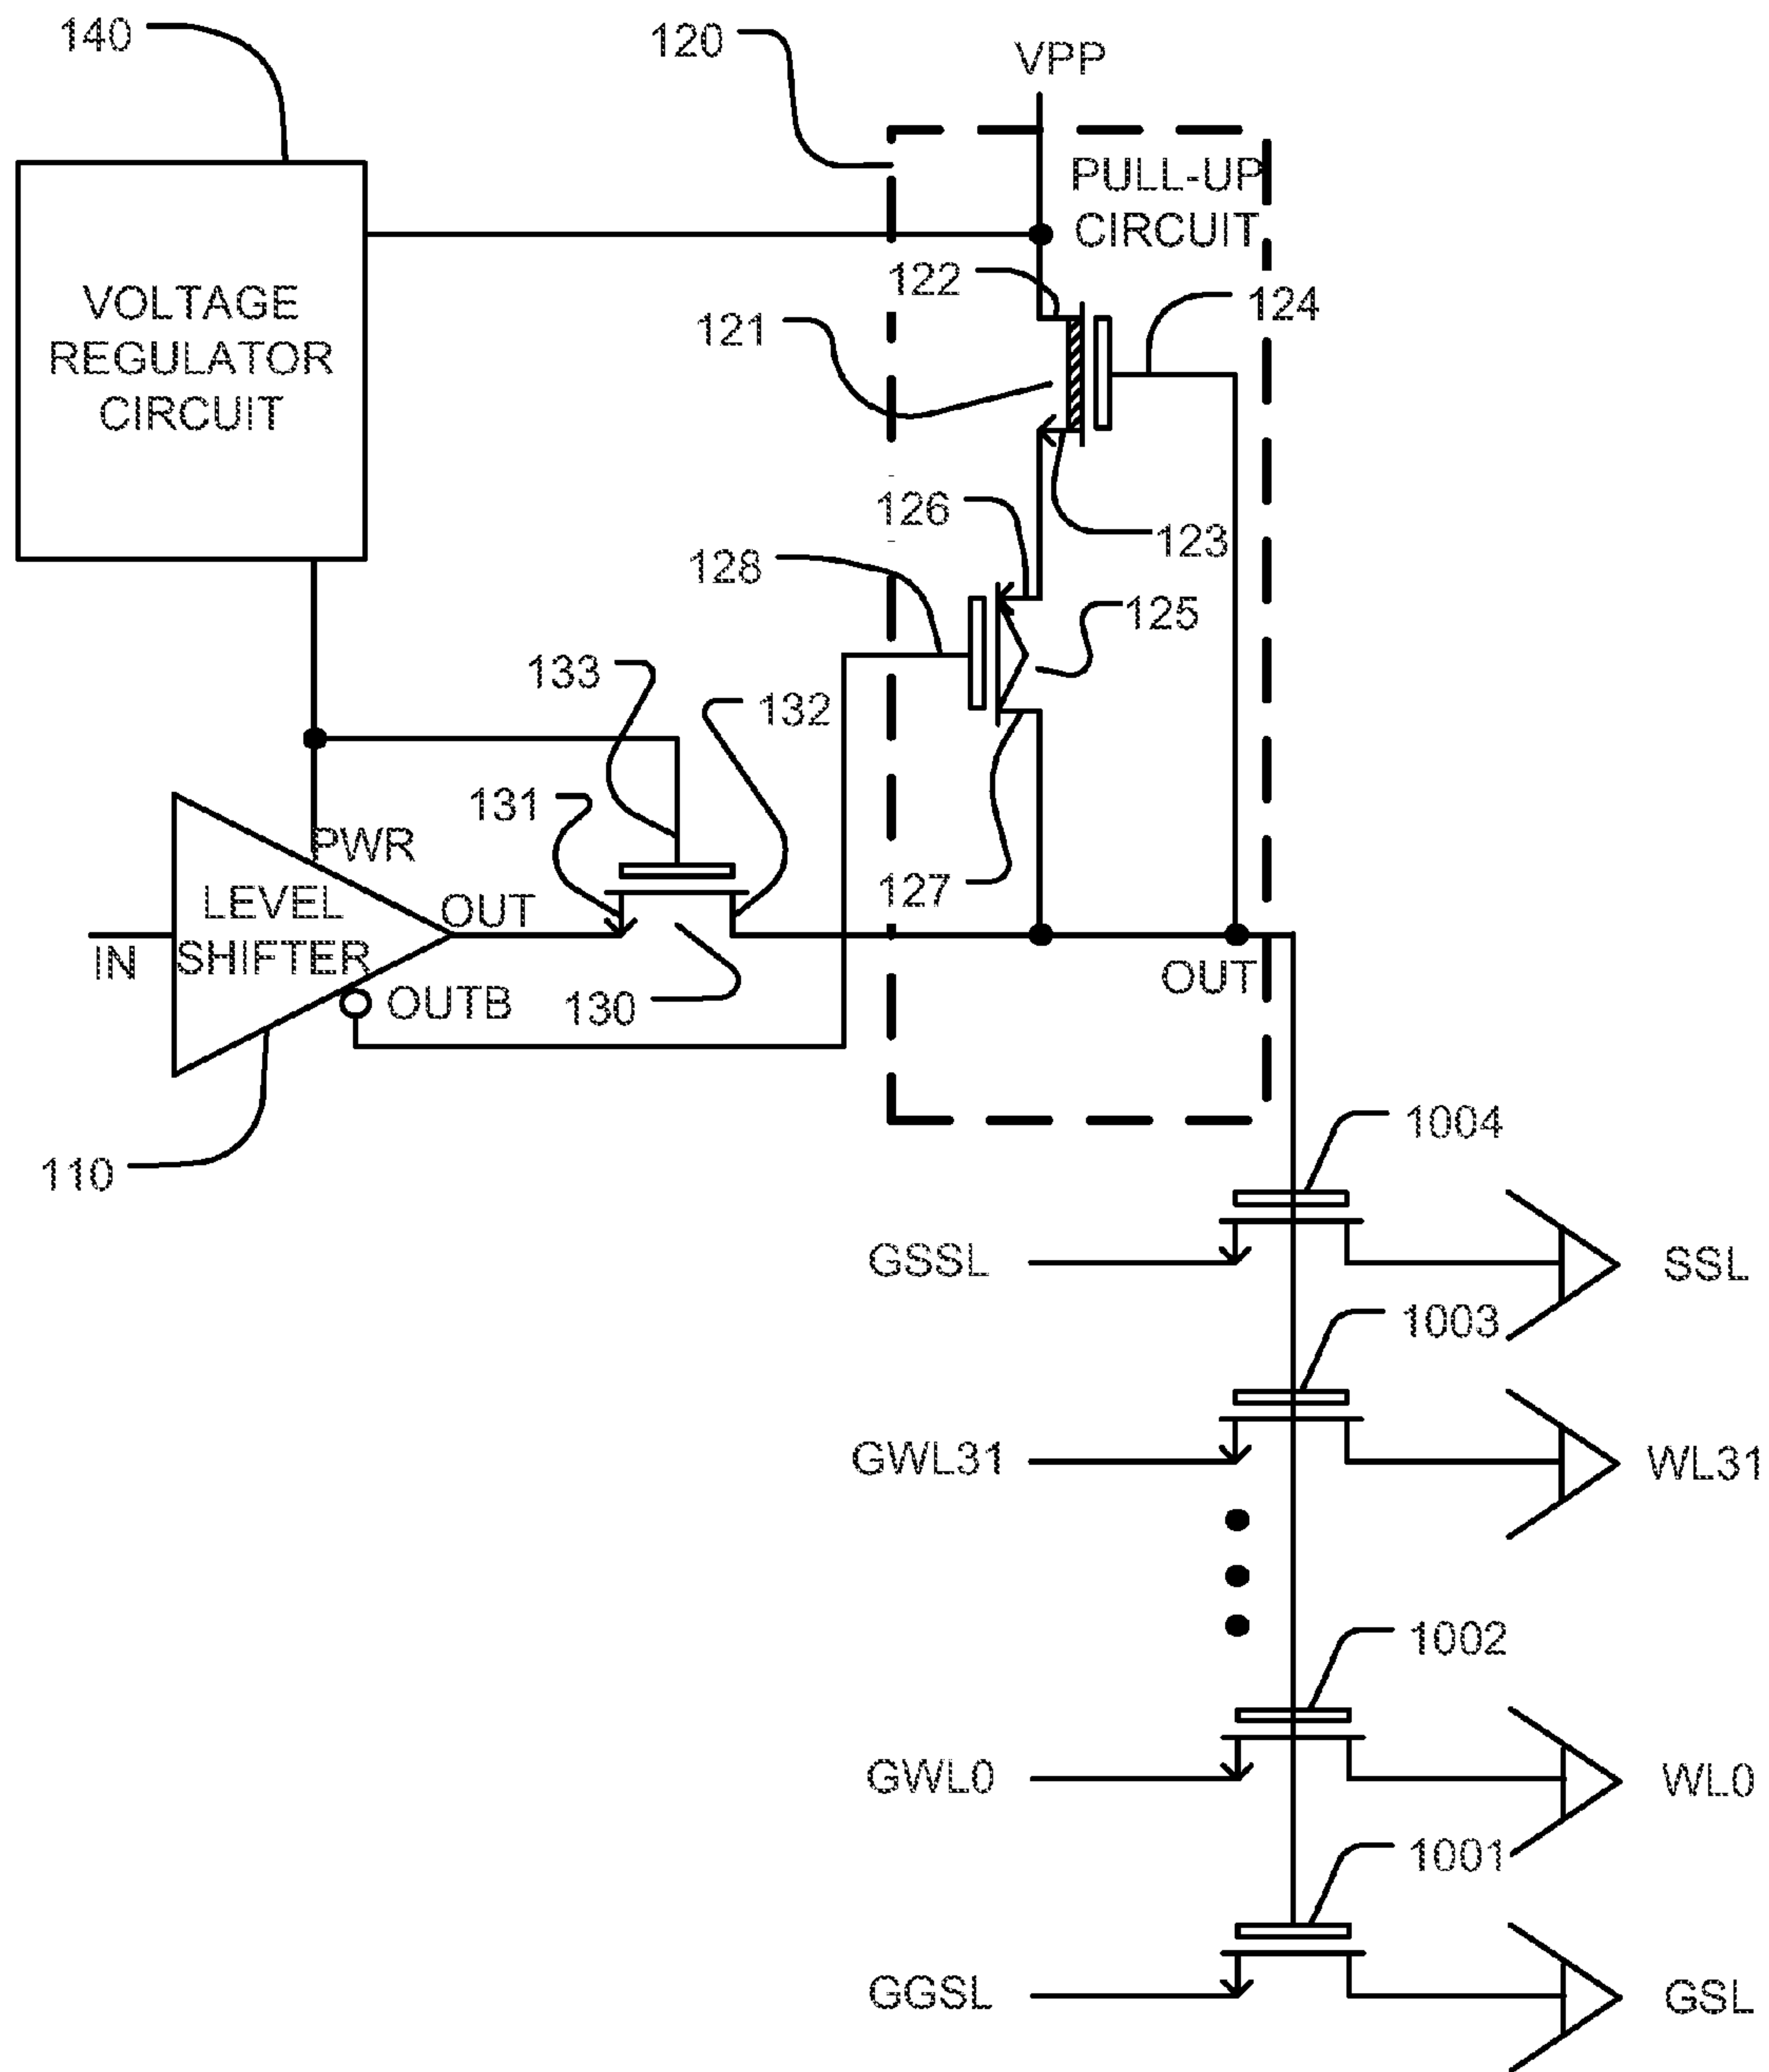 140
120
VPP
PULL-UP
CIRCUIT
122
124
121
VOLTAGE
REGULATOR
CIRCUIT
126
123
128
125
133
132
131
PWR
127
LEVEL
SHIFTER
OUT
IN
OUT
OUTB
130
110
1004
GSSL
SSL
1003
GWL31
WL31
1002
GWL0
WL0
1001
GGSL
GSL